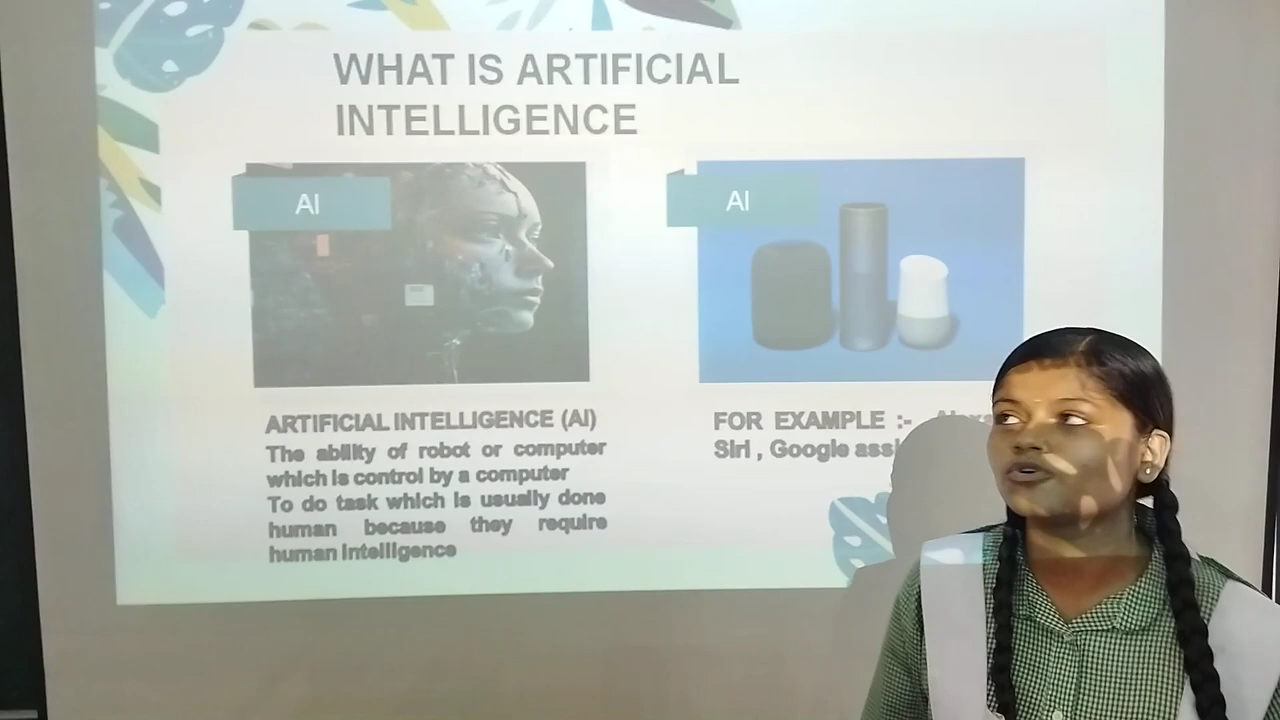 WHAT IS ARTIFICIAL
INTELLIGENCE
AI
AI
ARTIFICIAL INTELLIGENCE (AI)
The ability of robot or computer
which is control by a computer
To do task which is usually done
human because they require
human intelligence
FOR EXAMPLE :-
Siri , Google